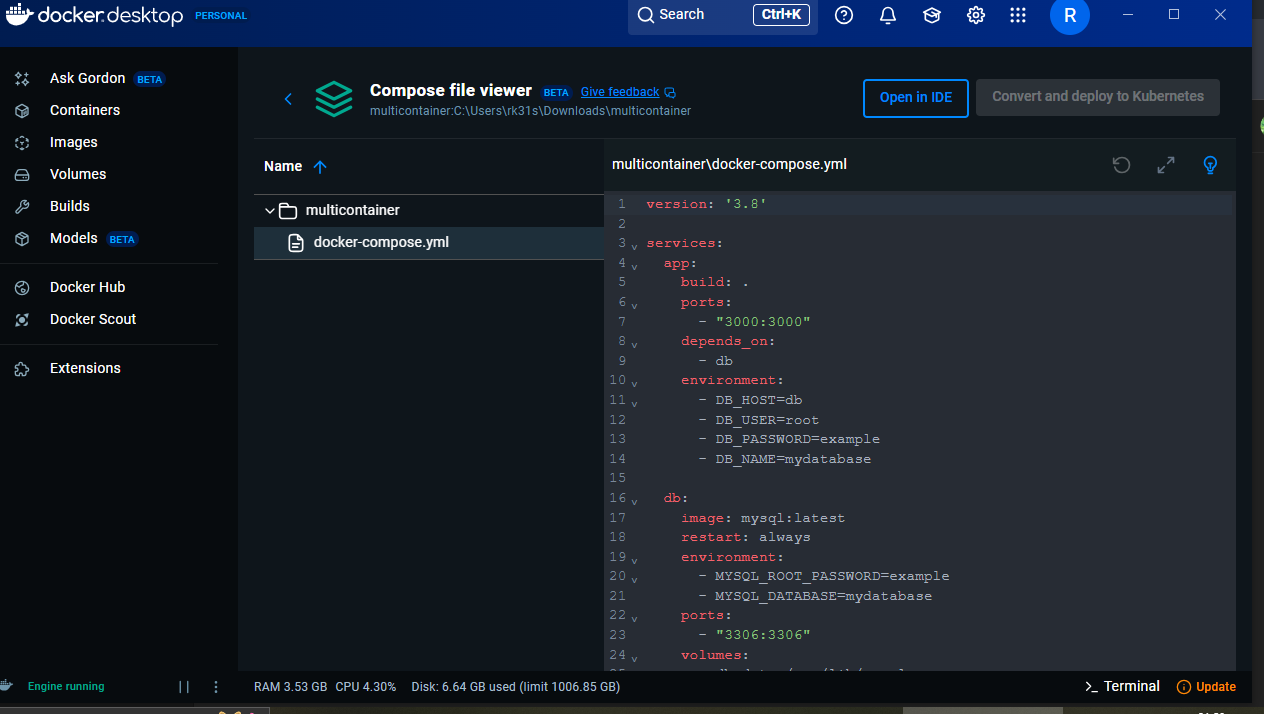 docker.desktop PERSONAL
Search Ctrl+K
R
Ask Gordon BETA
Containers
Images
Volumes
Builds
Models BETA
Docker Hub
Docker Scout
Extensions
Compose file viewer BETA Give feedback
multicontainer:C:\Users\rk31s\Downloads\multicontainer
Open in IDE
Convert and deploy to Kubernetes
Name
multicontainer
docker-compose.yml
multicontainer\docker-compose.yml
1 version: '3.8'
2
3 services:
4 app:
5 build: .
6 ports:
7 - "3000:3000"
8 depends_on:
9 - db
10 environment:
11 - DB_HOST=db
12 - DB_USER=root
13 - DB_PASSWORD=example
14 - DB_NAME=mydatabase
15
16 db:
17 image: mysql:latest
18 restart: always
19 environment:
20 - MYSQL_ROOT_PASSWORD=example
21 - MYSQL_DATABASE=mydatabase
22 ports:
23 - "3306:3306"
24 volumes:
Engine running
RAM 3.53 GB CPU 4.30% Disk: 6.64 GB used (limit 1006.85 GB)
Terminal
Update